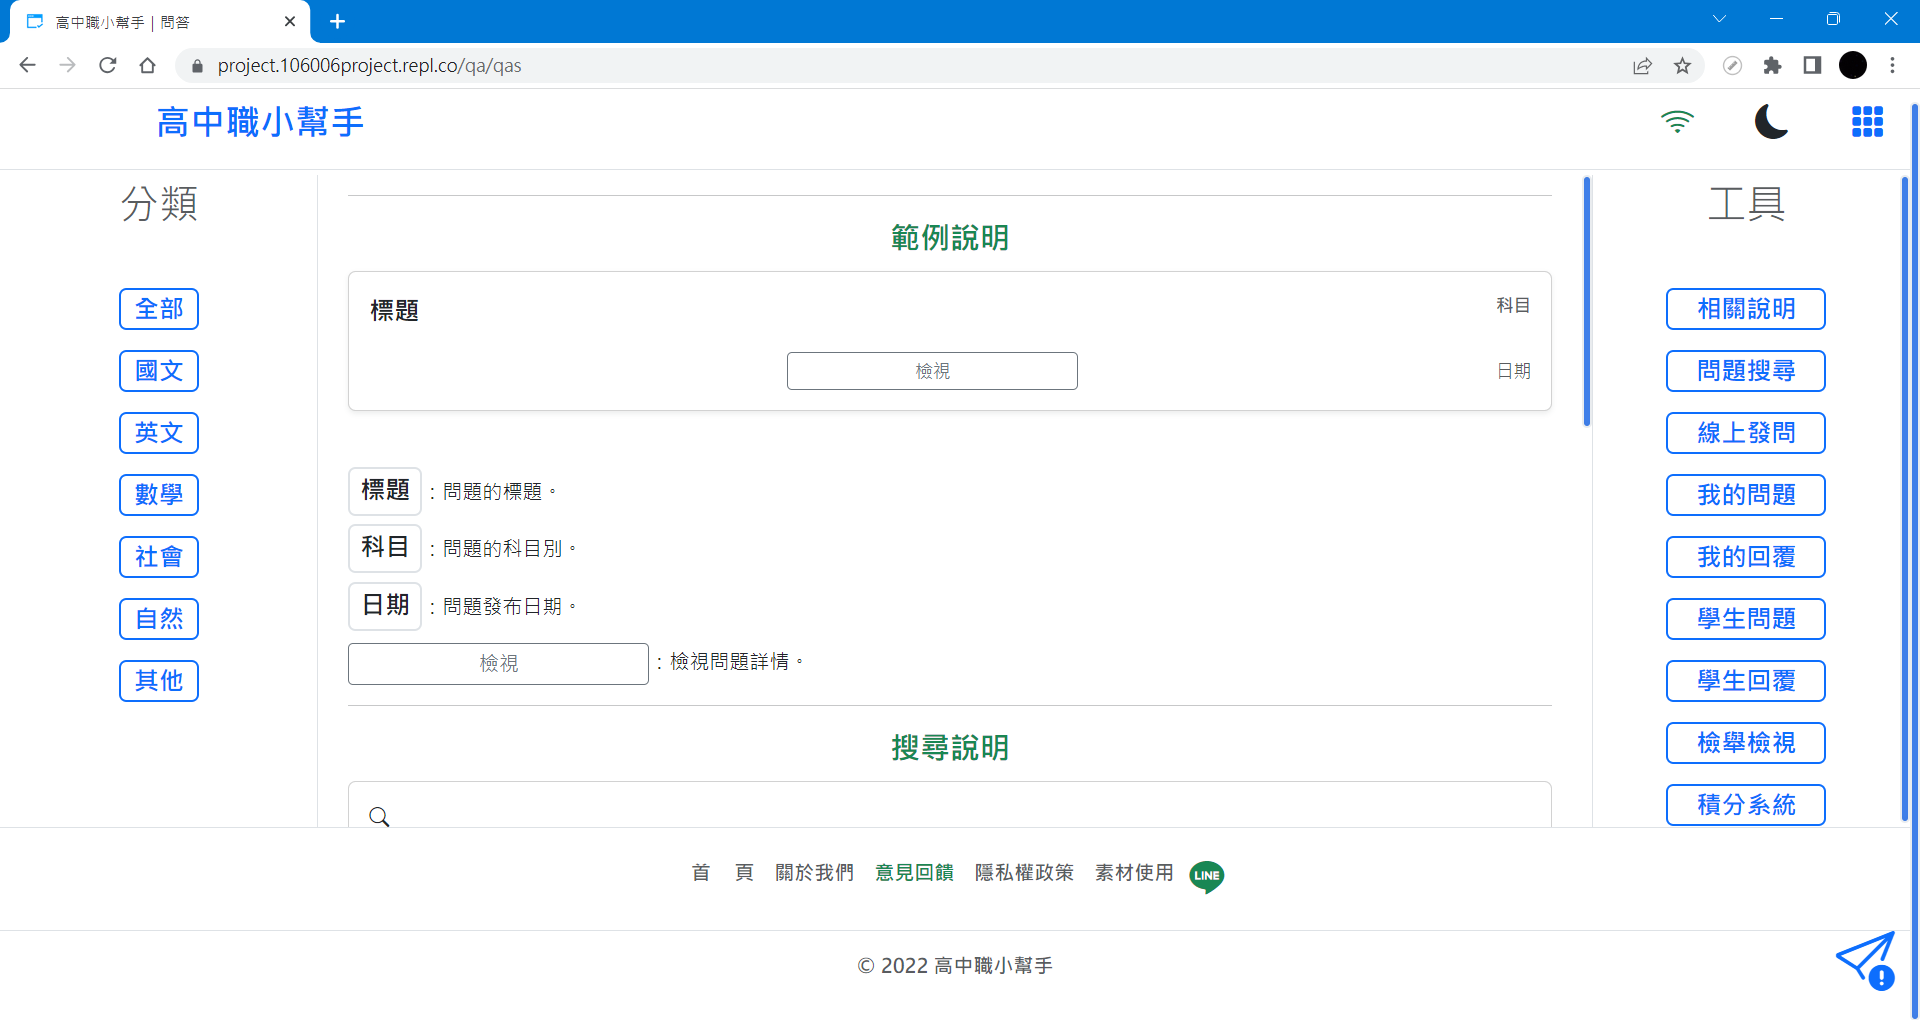 高中職小幫手 | 問答
project.106006project.repl.co/qa/qas
高中職小幫手
分類
全部
國文
英文
數學
社會
自然
其他
範例說明
標題
科目
檢視
日期
標題 : 問題的標題。
科目 : 問題的科目別。
日期 : 問題發布日期。
檢視 : 檢視問題詳情。
搜尋說明
工具
相關說明
問題搜尋
線上發問
我的問題
我的回覆
學生問題
學生回覆
檢舉檢視
積分系統
首 頁 關於我們 意見回饋 隱私權政策 素材使用 LINE
© 2022 高中職小幫手